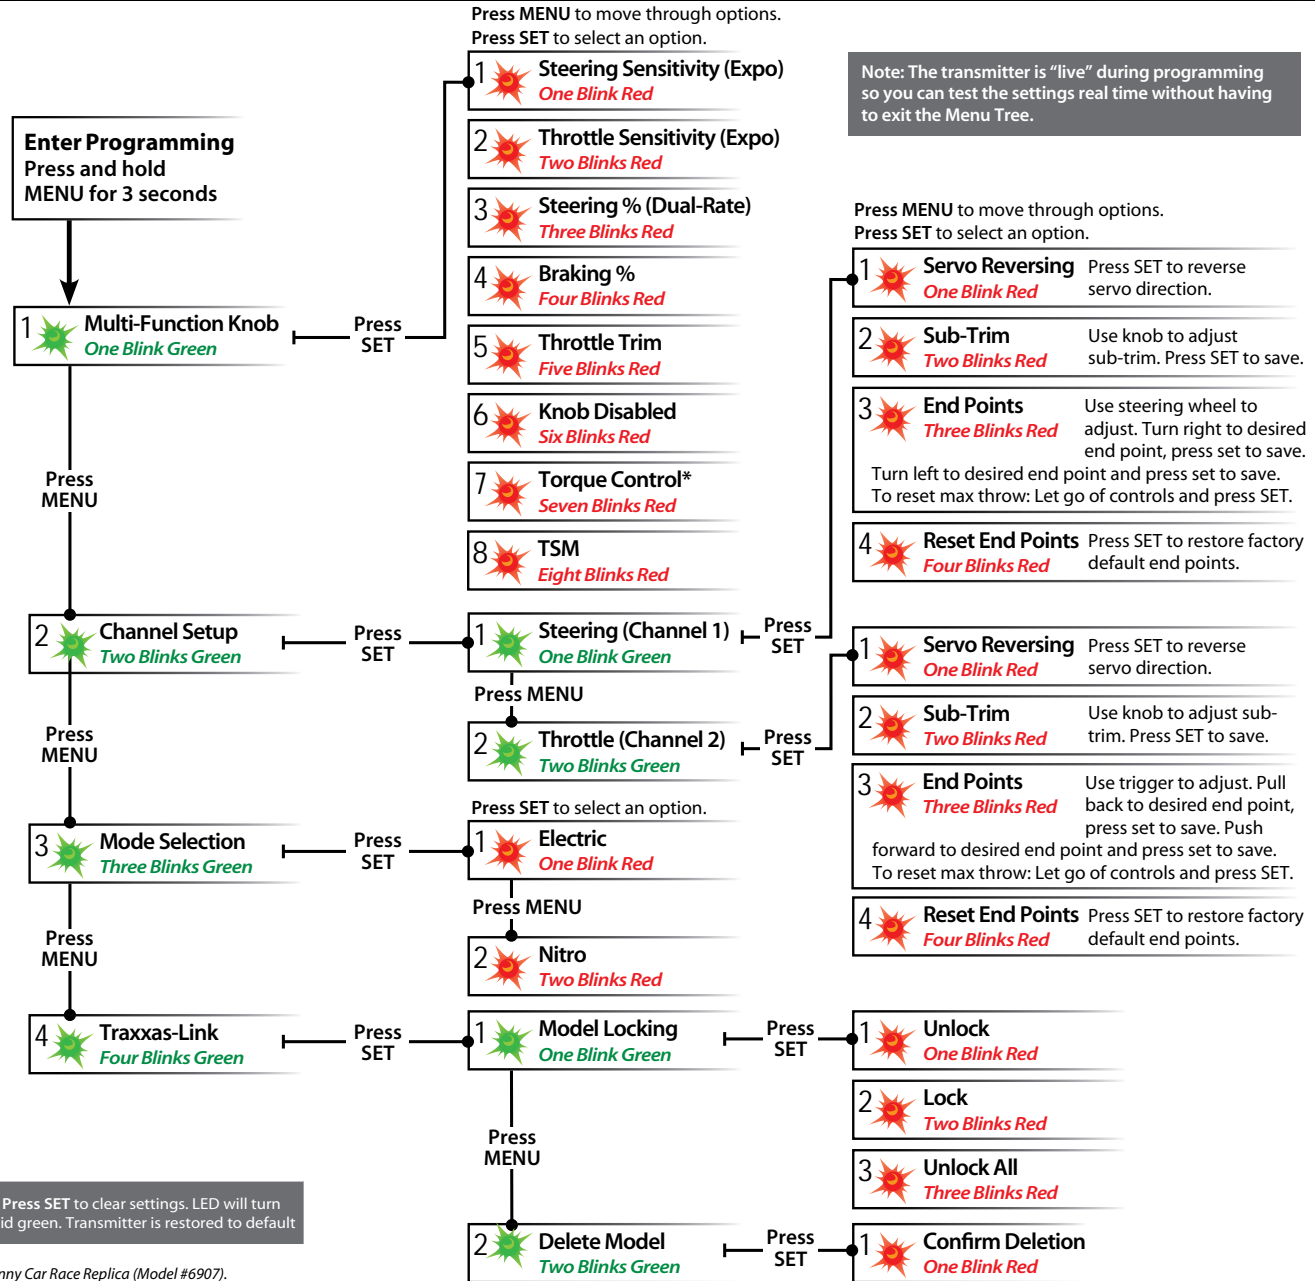 Press MENU to move through options.
Press SET to select an option.
1 Steering Sensitivity (Expo)
One Blink Red
2 Throttle Sensitivity (Expo)
Two Blinks Red
3 Steering % (Dual-Rate)
Three Blinks Red
4 Braking %
Four Blinks Red
5 Throttle Trim
Five Blinks Red
6 Knob Disabled
Six Blinks Red
7 Torque Control*
Seven Blinks Red
8 TSM
Eight Blinks Red
Note: The transmitter is “live” during programming
so you can test the settings real time without having
to exit the Menu Tree.
Enter Programming
Press and hold
MENU for 3 seconds
1 Multi-Function Knob
One Blink Green
Press
SET
Press
MENU
2 Channel Setup
Two Blinks Green
Press
SET
1 Steering (Channel 1)
One Blink Green
Press
SET
Press MENU
2 Throttle (Channel 2)
Two Blinks Green
Press
SET
Press MENU to move through options.
Press SET to select an option.
1 Servo Reversing Press SET to reverse
One Blink Red servo direction.
2 Sub-Trim Use knob to adjust
Two Blinks Red sub-trim. Press SET to save.
3 End Points Use steering wheel to
Three Blinks Red adjust. Turn right to desired
end point, press set to save.
Turn left to desired end point and press set to save.
To reset max throw: Let go of controls and press SET.
4 Reset End Points Press SET to restore factory
Four Blinks Red default end points.
1 Servo Reversing Press SET to reverse
One Blink Red servo direction.
2 Sub-Trim Use knob to adjust sub-
Two Blinks Red trim. Press SET to save.
3 End Points Use trigger to adjust. Pull
Three Blinks Red back to desired end point,
press set to save. Push
forward to desired end point and press set to save.
To reset max throw: Let go of controls and press SET.
4 Reset End Points Press SET to restore factory
Four Blinks Red default end points.
Press
MENU
3 Mode Selection
Three Blinks Green
Press
SET
Press SET to select an option.
1 Electric
One Blink Red
Press MENU
2 Nitro
Two Blinks Red
Press
MENU
4 Traxxas-Link
Four Blinks Green
Press
SET
1 Model Locking
One Blink Green
Press
SET
1 Unlock
One Blink Red
2 Lock
Two Blinks Red
3 Unlock All
Three Blinks Red
Press
MENU
2 Delete Model
Two Blinks Green
Press
SET
1 Confirm Deletion
One Blink Red
Press SET to clear settings. LED will turn
green. Transmitter is restored to default
Car Race Replica (Model #6907).